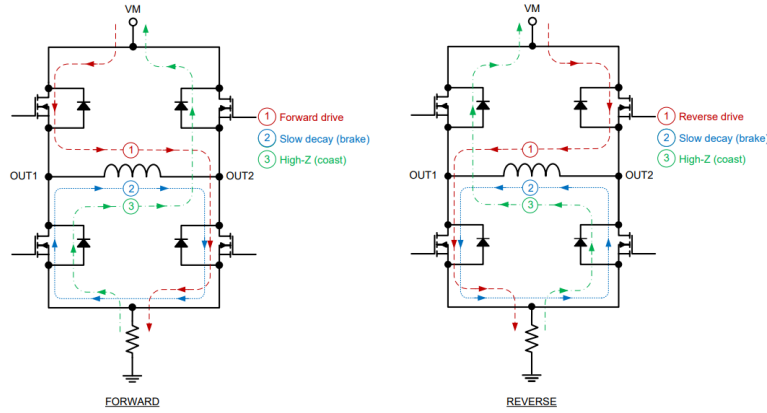 VM
1 Forward drive
2 Slow decay (brake)
3 High-Z (coast)
1
OUT1
OUT2
2
3
FORWARD
VM
1 Reverse drive
2 Slow decay (brake)
3 High-Z (coast)
1
OUT1
OUT2
2
3
REVERSE